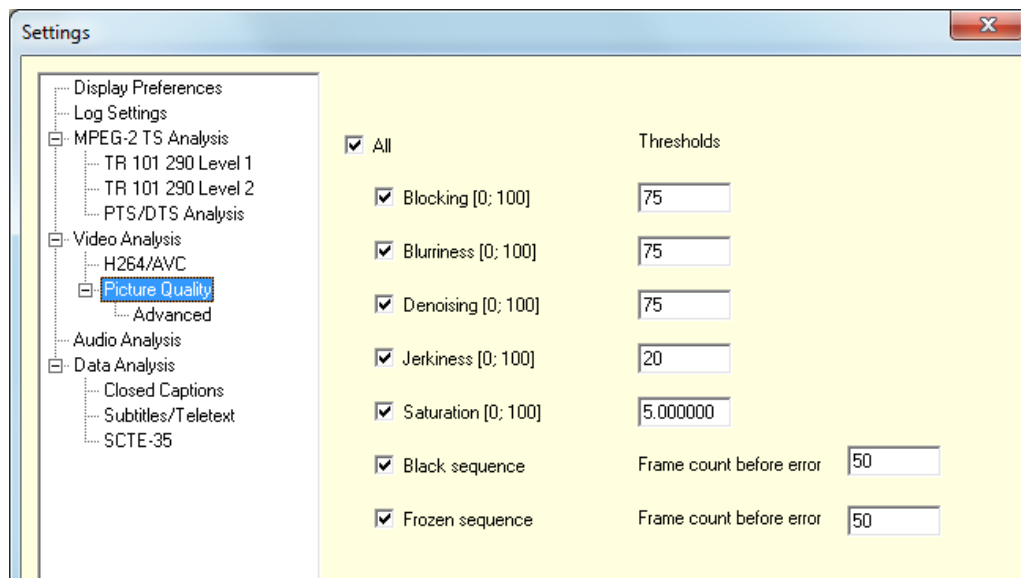 Settings
Display Preferences
Log Settings
MPEG-2 TS Analysis
TR 101 290 Level 1
TR 101 290 Level 2
PTS/DTS Analysis
Video Analysis
H264/AVC
Picture Quality
Advanced
Audio Analysis
Data Analysis
Closed Captions
Subtitles/Teletext
SCTE-35
All Thresholds
Blocking [0; 100] 75
Blurriness [0; 100] 75
Denoising [0; 100] 75
Jerkiness [0; 100] 20
Saturation [0; 100] 5.000000
Black sequence Frame count before error 50
Frozen sequence Frame count before error 50